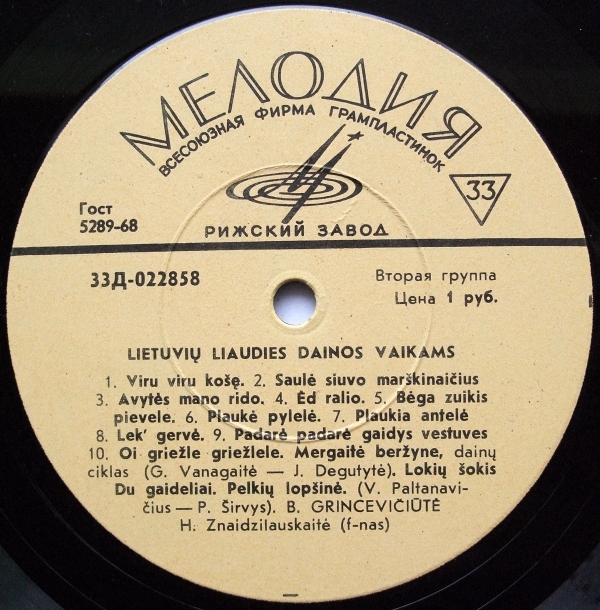 МЕЛОДИЯ
ВСЕСОЮЗНАЯ ФИРМА ГРАМПЛАСТИНОК
33
Гост
5289-68
РИЖСКИЙ ЗАВОД
33Д-022858
Вторая группа
Цена 1 руб.
LIETUVIŲ LIAUDIES DAINOS VAIKAMS
1. Viru viru košę. 2. Saulė siuvo marškinaičius
3. Avytės mano rido. 4. Ėd ralio. 5. Bėga zuikis
pievele. 6. Plaukė pylelė. 7. Plaukia antelė
8. Lek' gervė. 9. Padarė padarė gaidys vestuves
10. Oi griežle griežlele. Mergaitė beržyne, dainų
ciklas (G. Vanagaitė — J. Degutytė). Lokių šokis
Du gaideliai. Pelkių lopšinė. (V. Paltanavi-
čius — P. Širvys). B. GRINCEVIČIŪTĖ
H. Znaidzilauskaitė (f-nas)